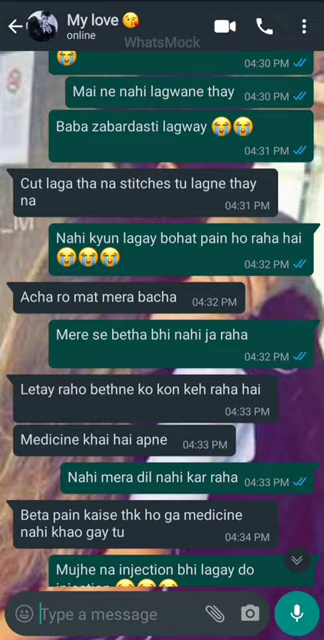 My love 😘
online
WhatsMock
😭
04:30 PM
Mai ne nahi lagwane thay 04:30 PM
Baba zabardasti lagway 😭😭
04:31 PM
Cut laga tha na stitches tu lagne thay
na
04:31 PM
_M
Nahi kyun lagay bohat pain ho raha hai
😭😭😭
04:32 PM
Acha ro mat mera bacha 04:32 PM
Mere se betha bhi nahi ja raha
04:32 PM
Letay raho bethne ko kon keh raha hai
04:33 PM
Medicine khai hai apne 04:33 PM
Nahi mera dil nahi kar raha 04:33 PM
Beta pain kaise thk ho ga medicine
nahi khao gay tu
04:34 PM
Mujhe na injection bhi lagay do
injection 😭😭😭
Type a message